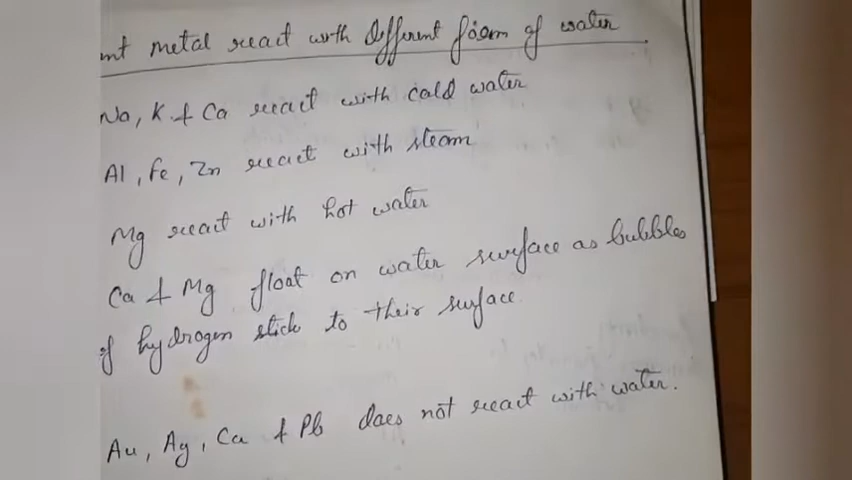 nt metal react with different foam of water
Na, K & Ca react with cold water
Al, Fe, Zn react with steam
Mg react with hot water
Ca & Mg float on water surface as bubbles
of hydrogen stick to their surface
Au, Ag, Ca & Pb does not react with water.